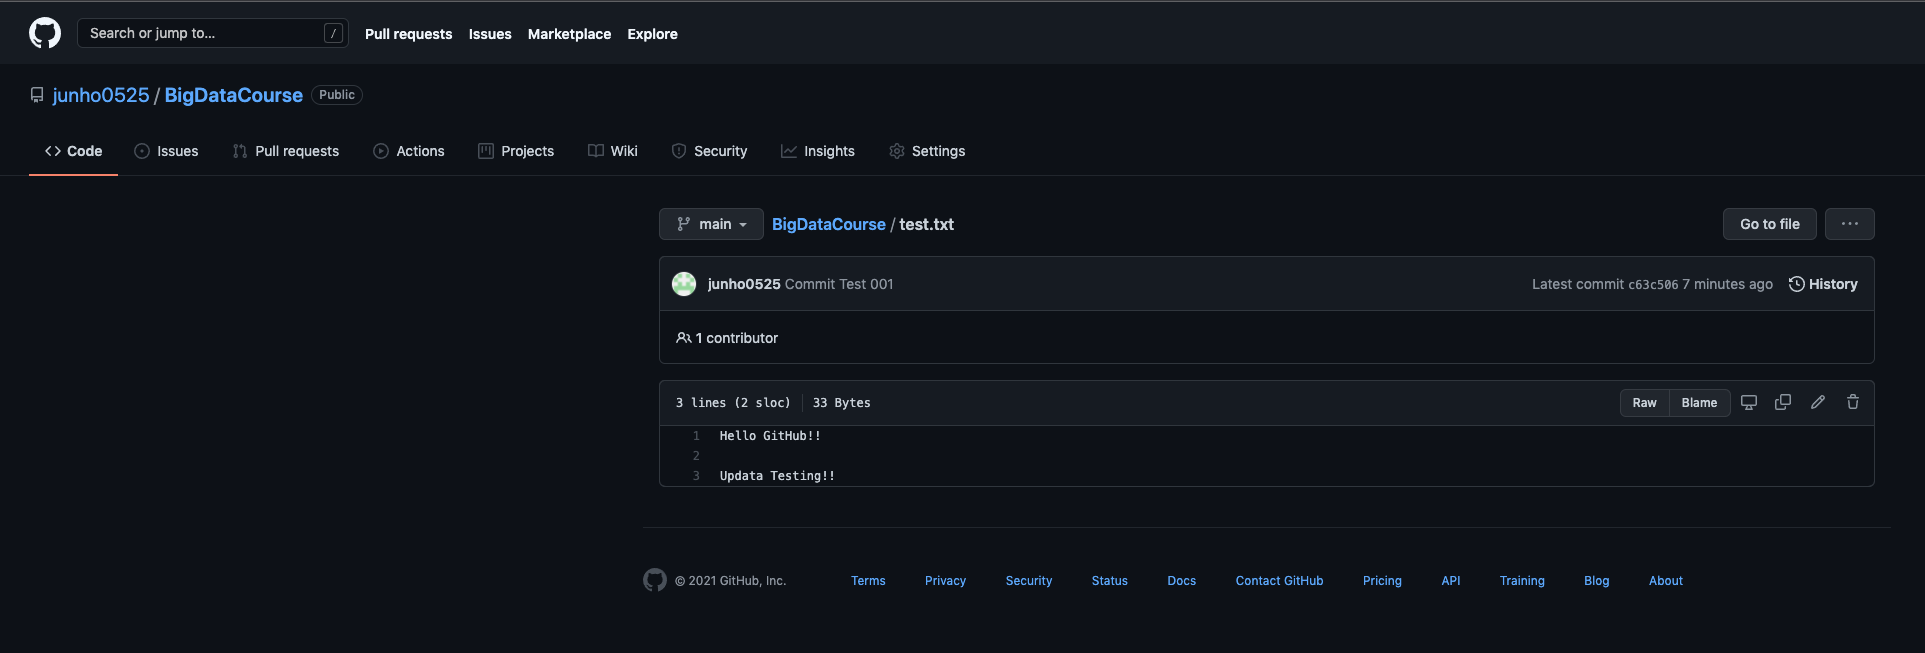 Search or jump to... / Pull requests Issues Marketplace Explore
junho0525 / BigDataCourse Public
Code Issues Pull requests Actions Projects Wiki Security Insights Settings
main BigDataCourse / test.txt Go to file ...
junho0525 Commit Test 001 Latest commit c63c506 7 minutes ago History
1 contributor
3 lines (2 sloc) 33 Bytes Raw Blame
1 Hello GitHub!!
2
3 Updata Testing!!
© 2021 GitHub, Inc. Terms Privacy Security Status Docs Contact GitHub Pricing API Training Blog About